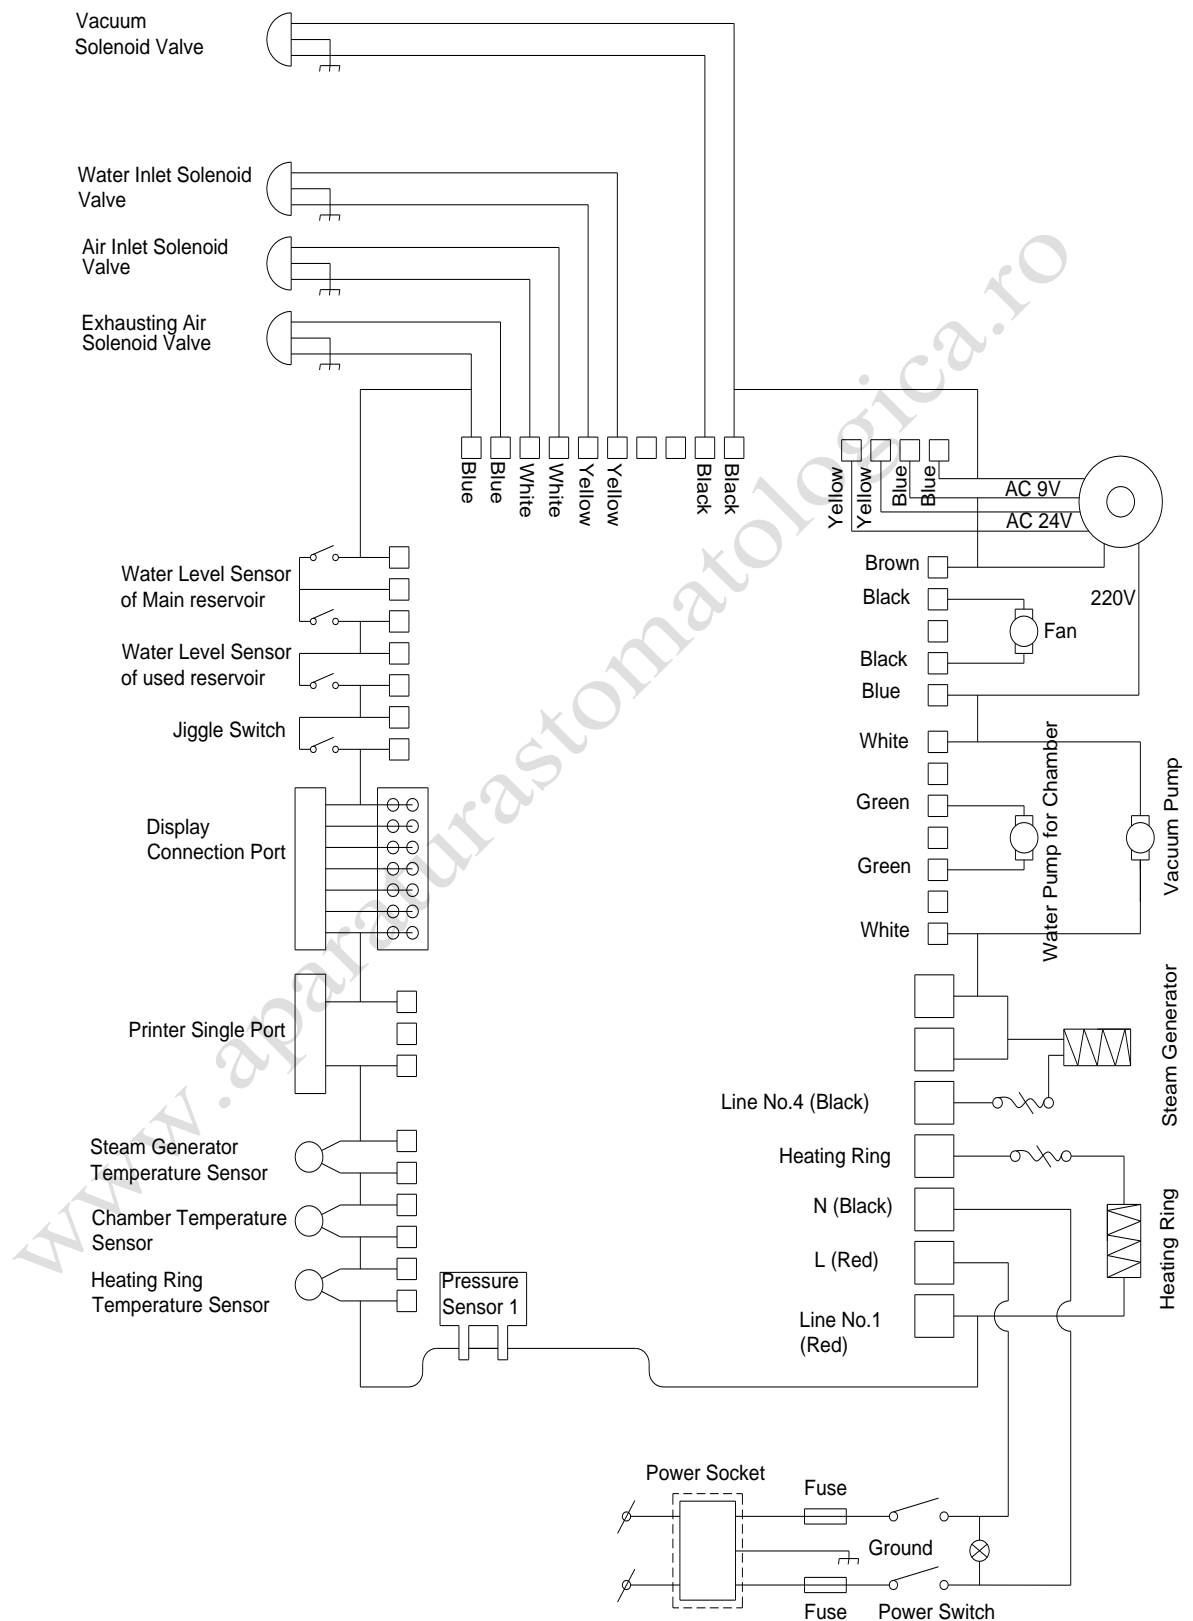 Vacuum
Solenoid Valve
Water Inlet Solenoid
Valve
Air Inlet Solenoid
Valve
Exhausting Air
Solenoid Valve
Blue
Blue
White
White
Yellow
Yellow
Black
Black
Yellow
Yellow
Blue
Blue
AC 9V
AC 24V
Brown
Black
220V
Fan
Black
Blue
White
Green
Green
White
Water Pump for Chamber
Vacuum Pump
Water Level Sensor
of Main reservoir
Water Level Sensor
of used reservoir
Jiggle Switch
Display
Connection Port
Printer Single Port
Steam Generator
Temperature Sensor
Chamber Temperature
Sensor
Heating Ring
Temperature Sensor
Pressure
Sensor 1
Steam Generator
Line No.4 (Black)
Heating Ring
N (Black)
L (Red)
Line No.1
(Red)
Heating Ring
Power Socket
Fuse
Ground
Fuse
Power Switch
www.aparaturastomatologica.ro